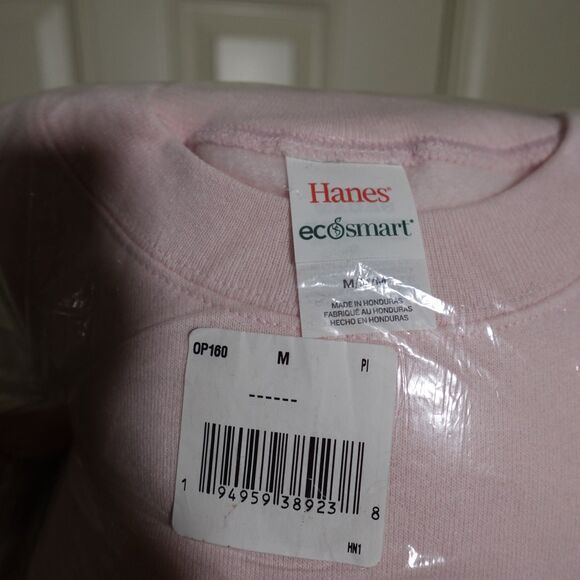 Hanes®
ecosmart®
MADE IN HONDURAS
FABRIQUÉ AU HONDURAS
HECHO EN HONDURAS
OP160 M PI
------
1 94959 38923 8
HN1